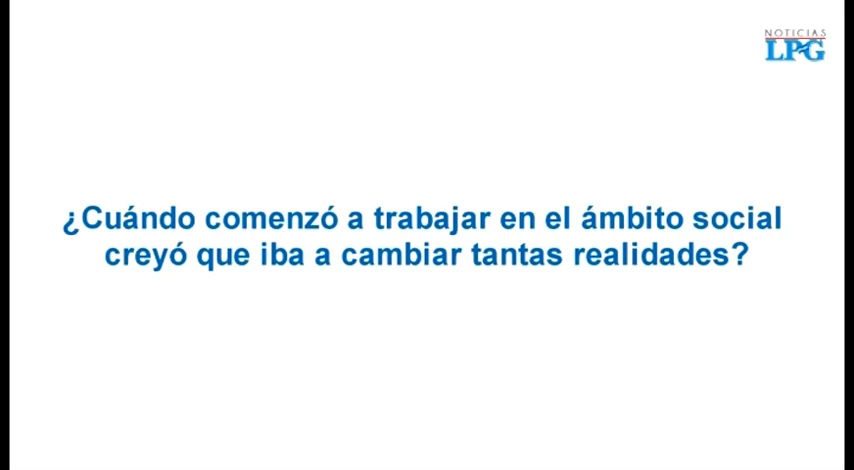 NOTICIAS
LPG
¿Cuándo comenzó a trabajar en el ámbito social
creyó que iba a cambiar tantas realidades?